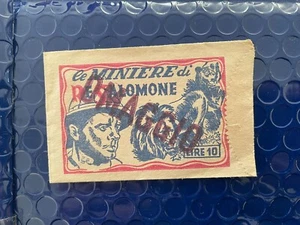 Le MINIERE di
RE SALOMONE
OMAGGIO
LIRE 10